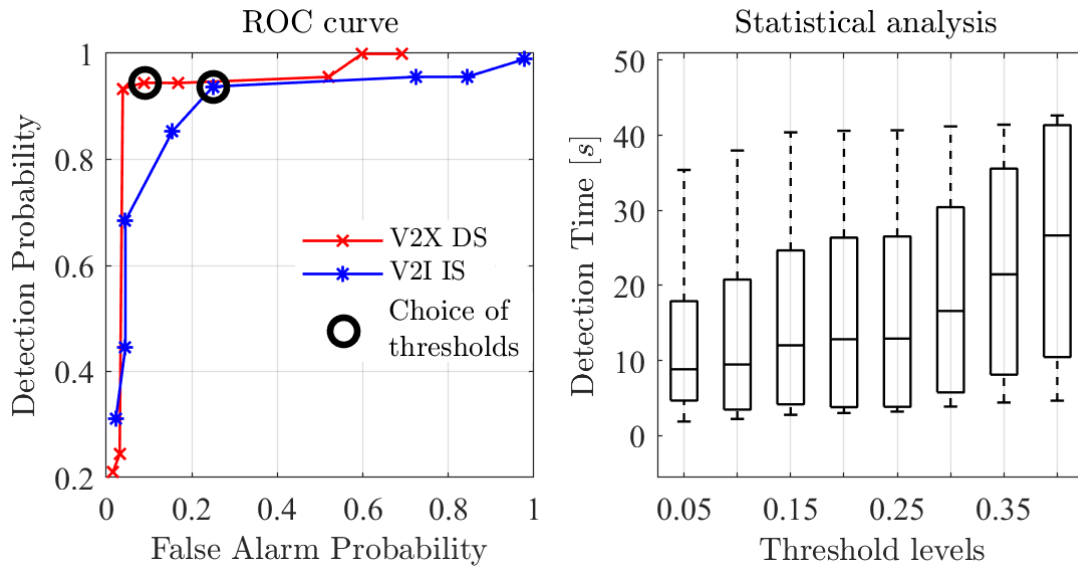 ROC curve
Detection Probability
1
0.8
0.6
0.4
0.2
0
0.2
0.4
0.6
0.8
1
False Alarm Probability
V2X DS
V2I IS
Choice of
thresholds
Statistical analysis
Detection Time [s]
50
40
30
20
10
0
0.05
0.15
0.25
0.35
Threshold levels